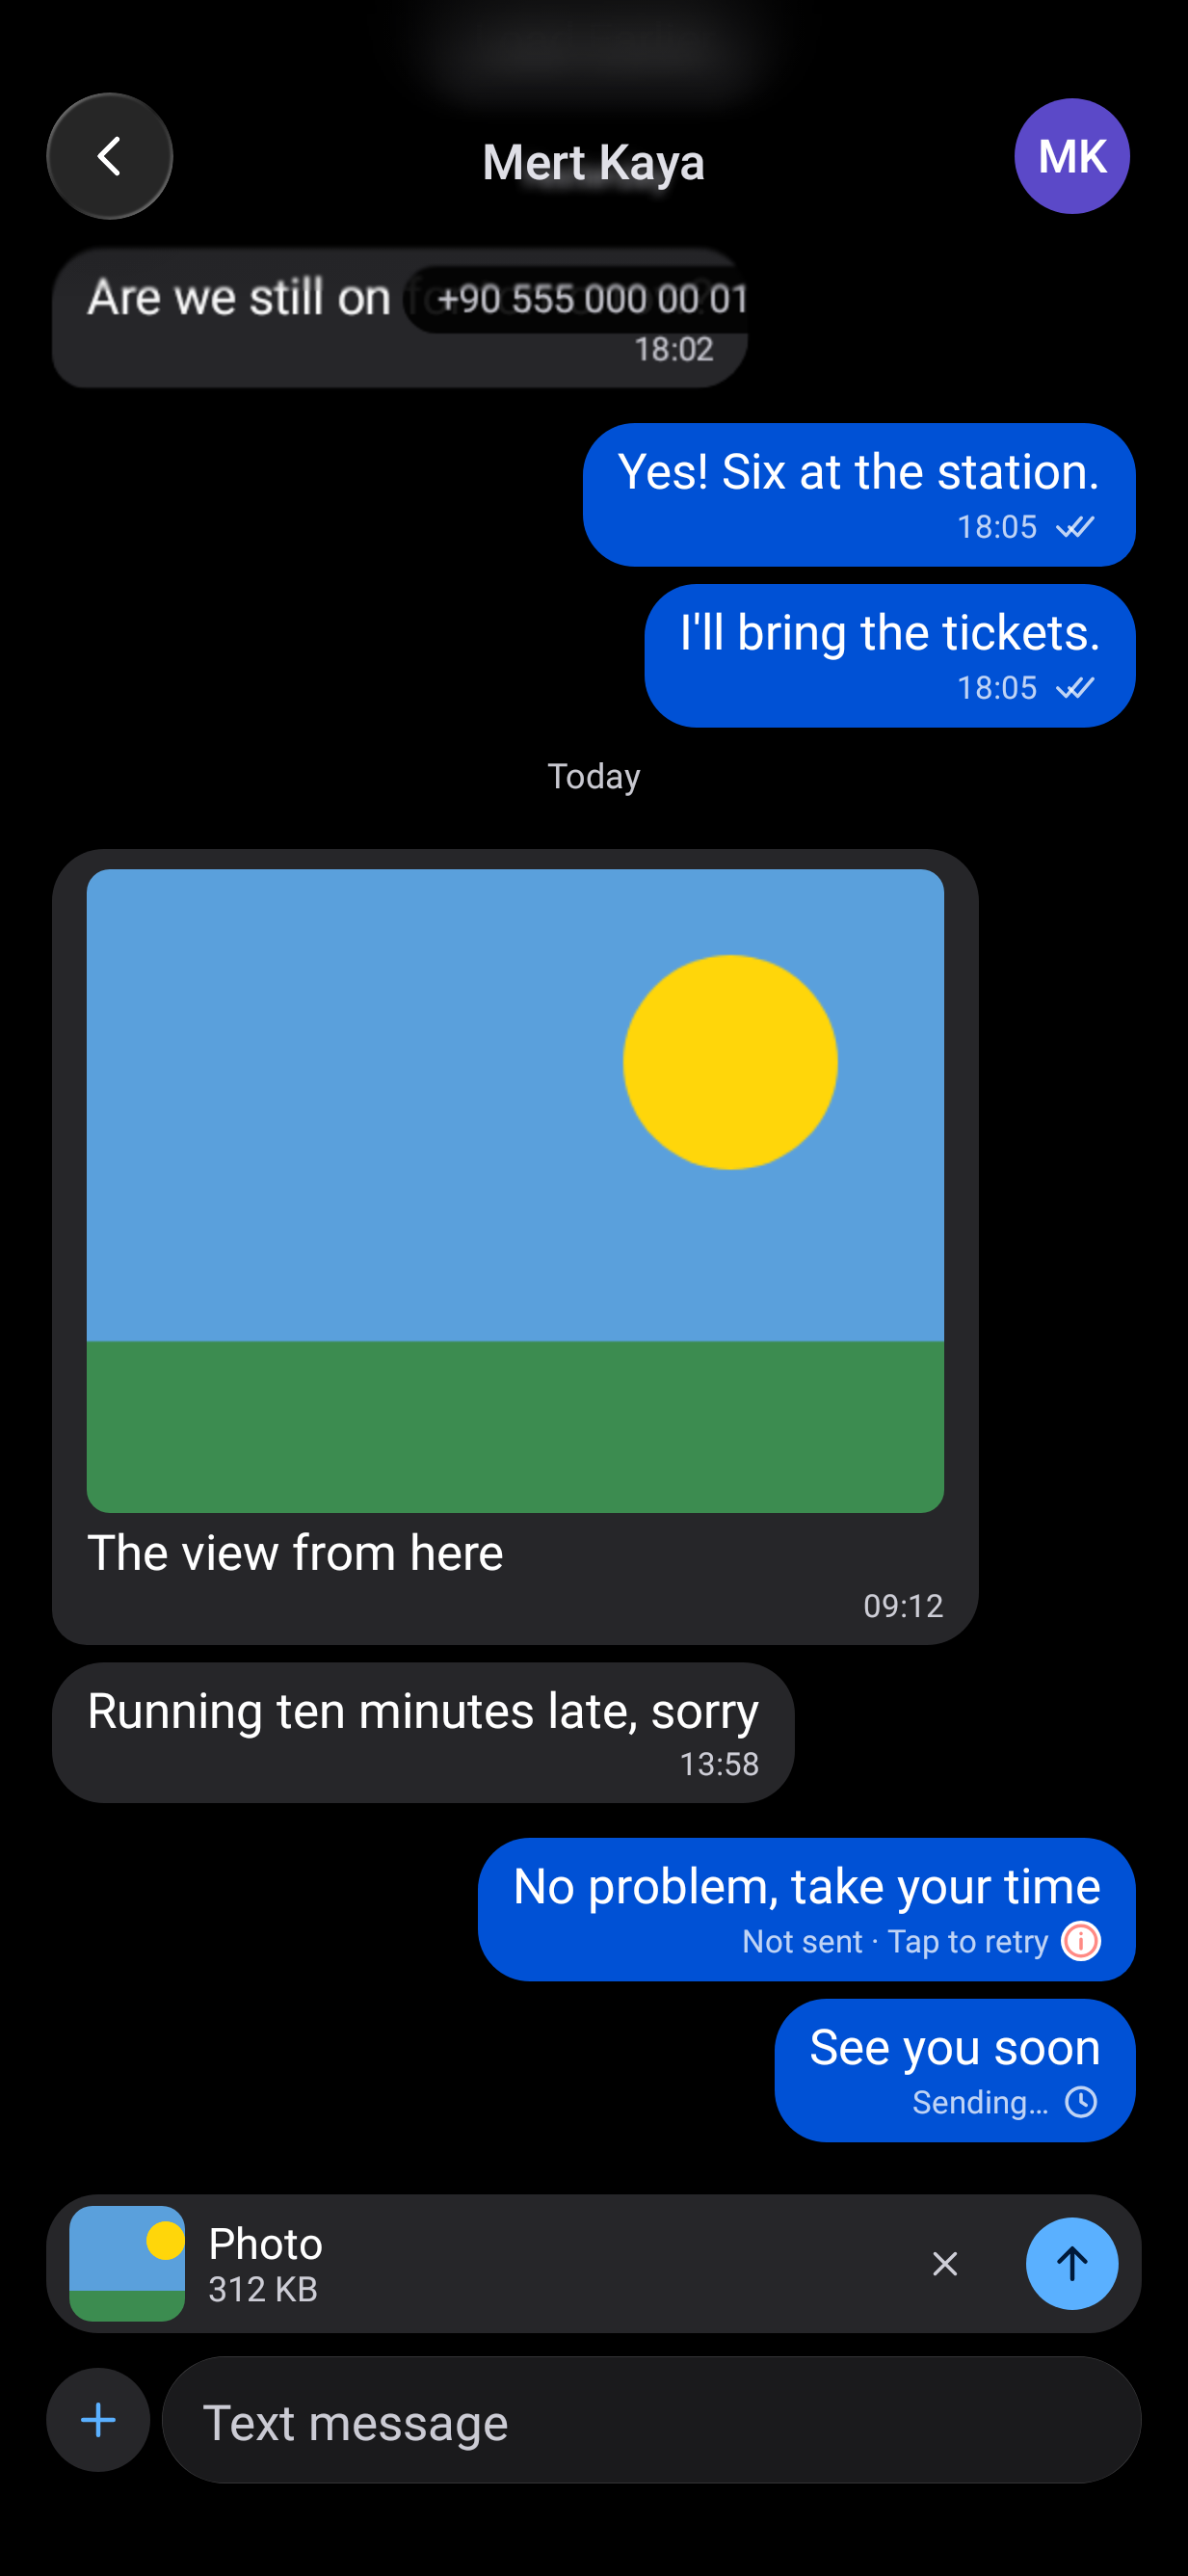 Mert Kaya
MK
Are we still on
+90 555 000 00 01
18:02
Yes! Six at the station.
18:05
I'll bring the tickets.
18:05
Today
The view from here
09:12
Running ten minutes late, sorry
13:58
No problem, take your time
Not sent · Tap to retry
See you soon
Sending...
Photo
312 KB
Text message